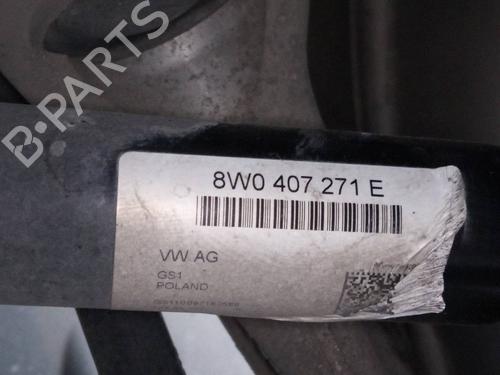 B-PARTS
8W0 407 271 E
VW AG
GS1
POLAND